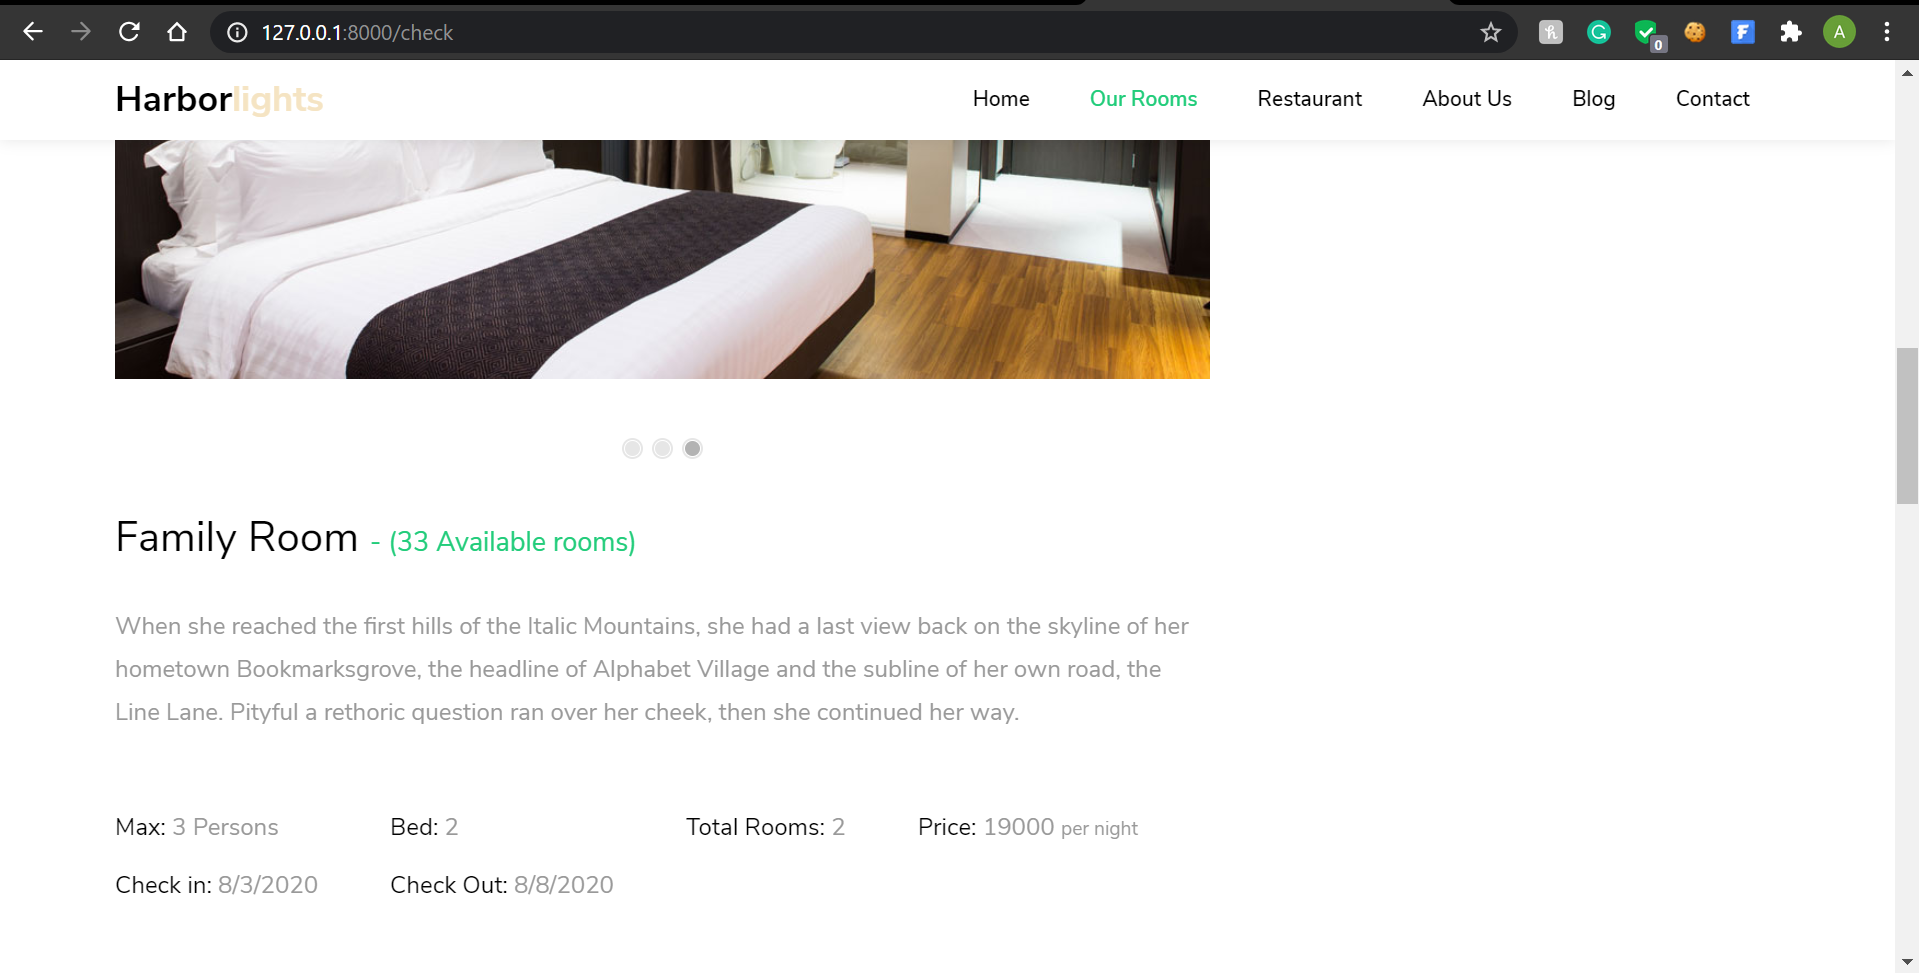 127.0.0.1:8000/check
0
A
Harborlights
Home Our Rooms Restaurant About Us Blog Contact
Family Room - (33 Available rooms)
When she reached the first hills of the Italic Mountains, she had a last view back on the skyline of her
hometown Bookmarksgrove, the headline of Alphabet Village and the subline of her own road, the
Line Lane. Pityful a rethoric question ran over her cheek, then she continued her way.
Max: 3 Persons Bed: 2 Total Rooms: 2 Price: 19000 per night
Check in: 8/3/2020 Check Out: 8/8/2020